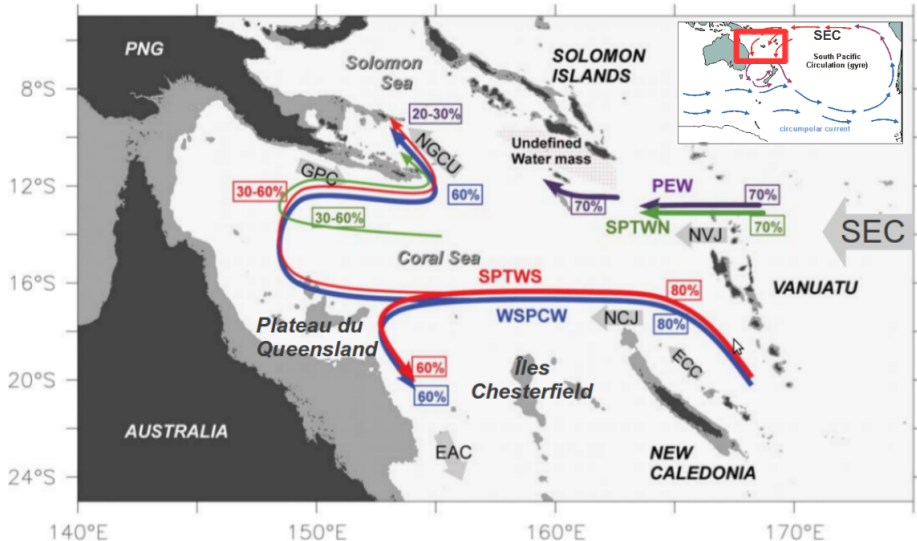 PNG
Solomon
Sea
SOLOMON
ISLANDS
SEC
South Pacific
Circulation (gyre)
circumpolar current
8°S
20-30%
NGCU
Undefined
Water mass
GPC
12°S
30-60%
60%
70%
PEW
70%
30-60%
SPTWN
70%
NVJ
SEC
Coral Sea
16°S
SPTWS
80%
VANUATU
WSPCW
80%
NCJ
Plateau du
Queensland
ECC
60%
60%
Îles
Chesterfield
20°S
AUSTRALIA
EAC
NEW
CALEDONIA
24°S
140°E
150°E
160°E
170°E